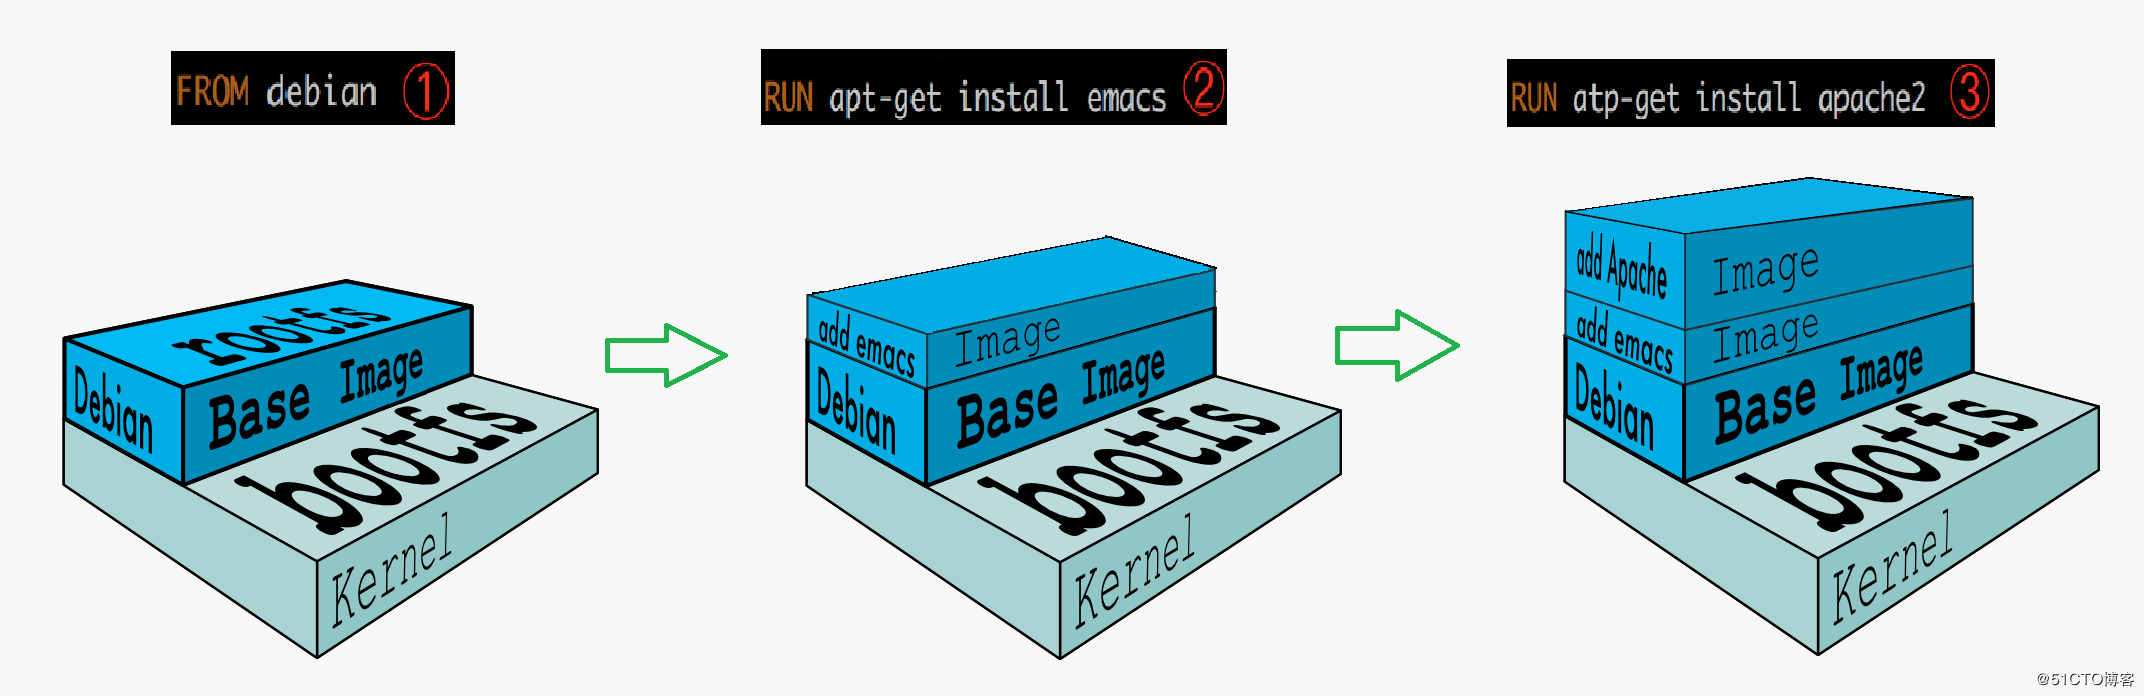 FROM debian ①
RUN apt-get install emacs ②
RUN atp-get install apache2 ③
rootfs
Debian
Base Image
bootfs
Kernel
add emacs
Image
Debian
Base Image
bootfs
Kernel
add Apache
Image
add emacs
Image
Debian
Base Image
bootfs
Kernel
@51CTO博客